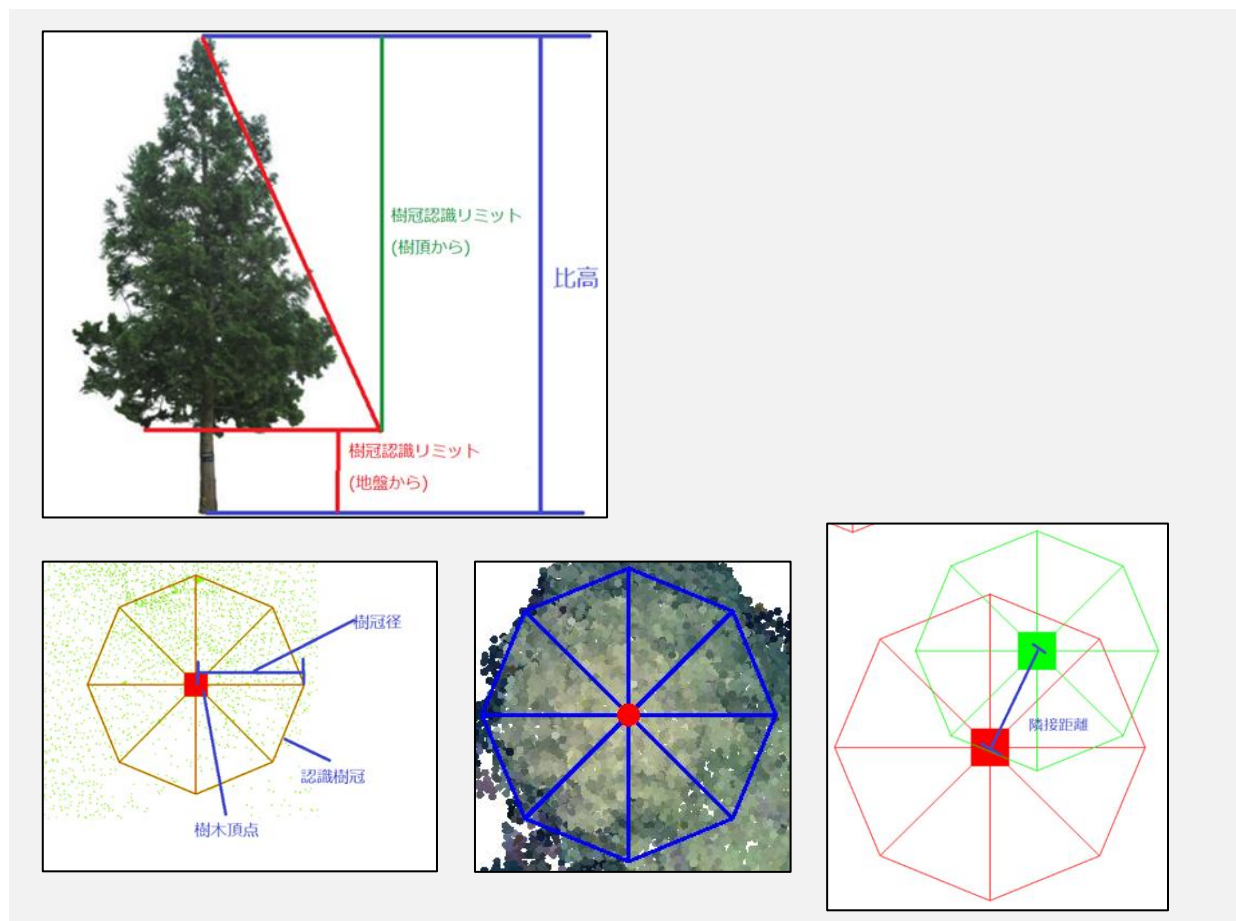 樹冠認識リミット
(樹頂から)
比高
樹冠認識リミット
(地盤から)
樹冠径
認識樹冠
樹木頂点
隣接距離